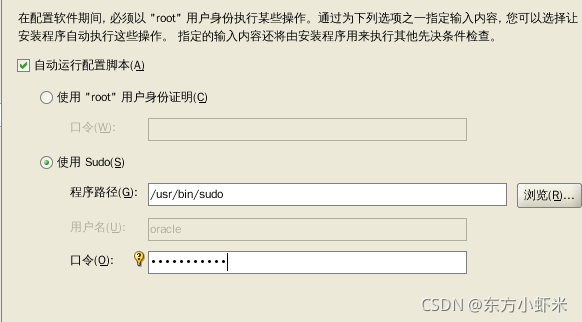 在配置软件期间, 必须以 "root" 用户身份执行某些操作。通过为下列选项之一指定输入内容, 您可以选择让
安装程序自动执行这些操作。 指定的输入内容还将由安装程序用来执行其他先决条件检查。
自动运行配置脚本(A)
使用 "root" 用户身份证明(C)
口令(W):
使用 Sudo(S)
程序路径(G): /usr/bin/sudo 浏览(R)...
用户名(U): oracle
口令(O): •••••••••••
CSDN @东方小虾米